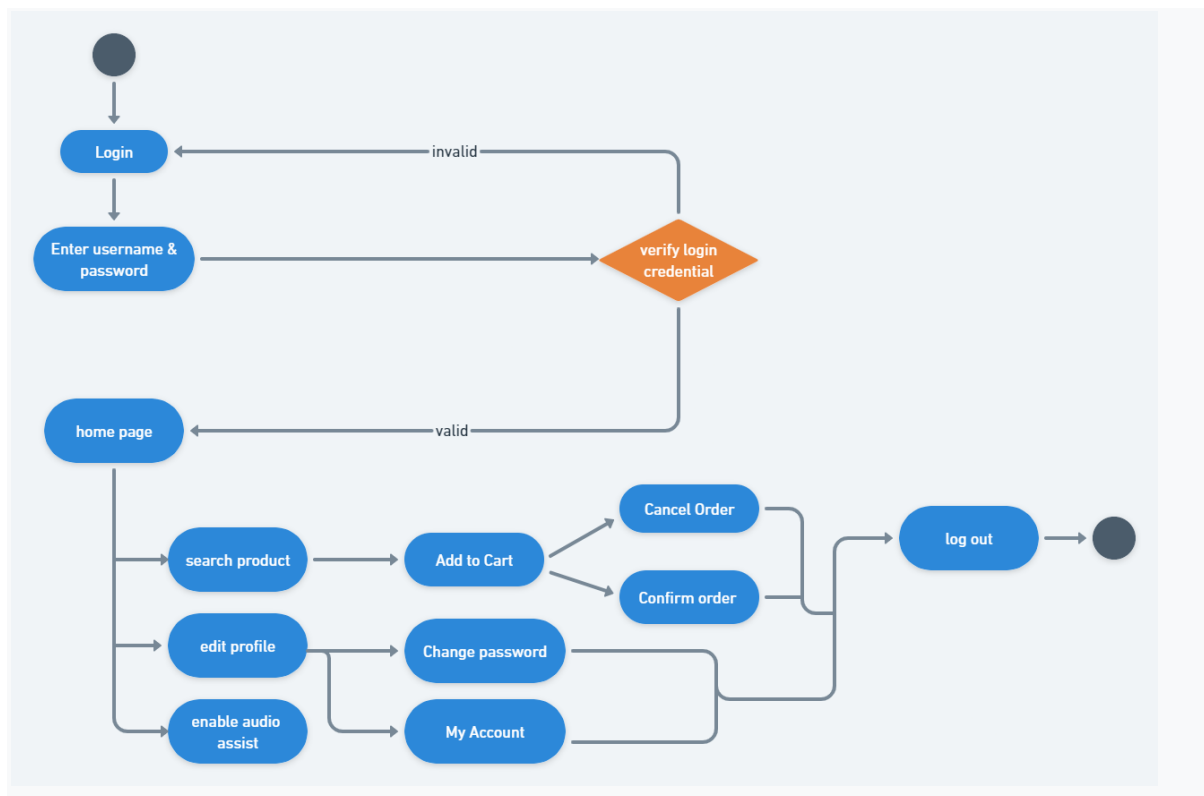 Login
invalid
Enter username &
password
verify login
credential
home page
valid
search product
Add to Cart
Cancel Order
Confirm order
log out
edit profile
Change password
enable audio
assist
My Account